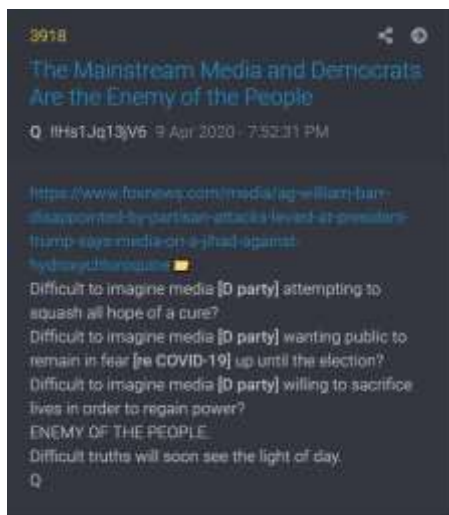 3918
The Mainstream Media and Democrats
Are the Enemy of the People
Q !!Hs1Jq13jV6 9 Apr 2020 - 7:52:31 PM
https://www.foxnews.com/media/ag-william-barr-
disappointed-by-partisan-attacks-levied-at-president-
trump-says-media-on-a-jihad-against-
hydroxychloroquine
Difficult to imagine media [D party] attempting to
squash all hope of a cure?
Difficult to imagine media [D party] wanting public to
remain in fear [re COVID-19] up until the election?
Difficult to imagine media [D party] willing to sacrifice
lives in order to regain power?
ENEMY OF THE PEOPLE.
Difficult truths will soon see the light of day.
Q